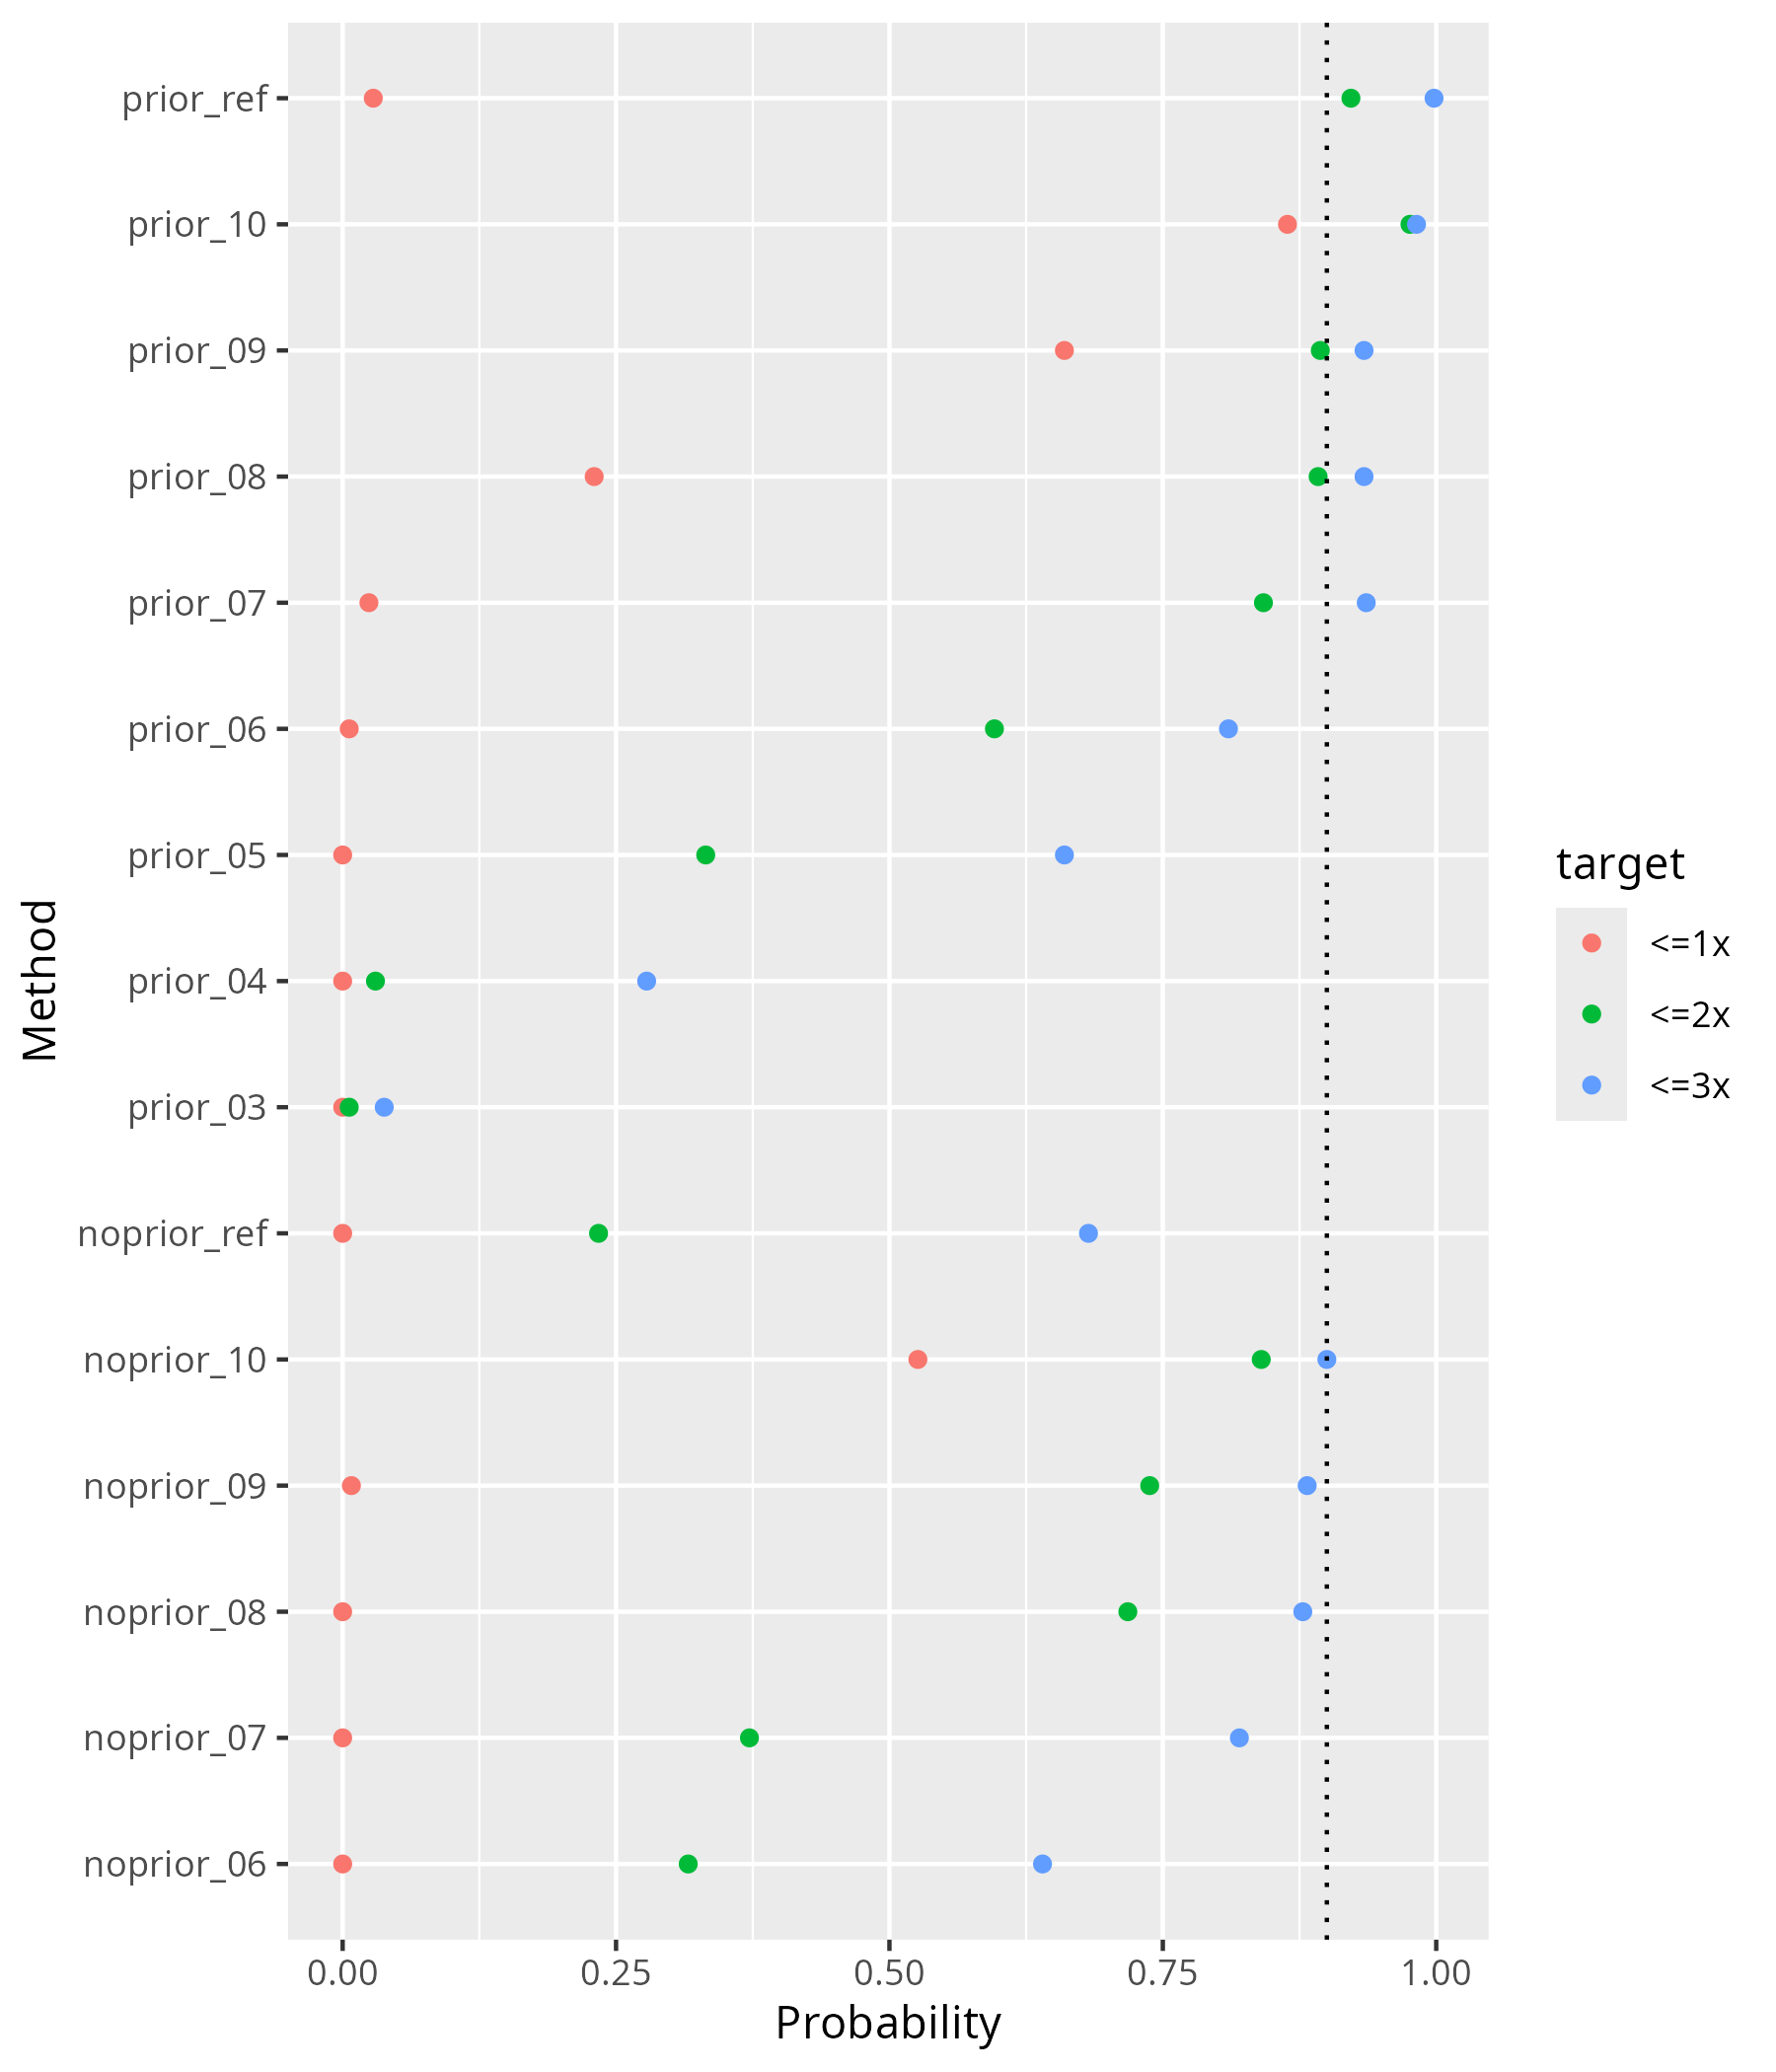 Method
prior_ref
prior_10
prior_09
prior_08
prior_07
prior_06
prior_05
prior_04
prior_03
noprior_ref
noprior_10
noprior_09
noprior_08
noprior_07
noprior_06
0.00 0.25 0.50 0.75 1.00
Probability
target
<=1x
<=2x
<=3x